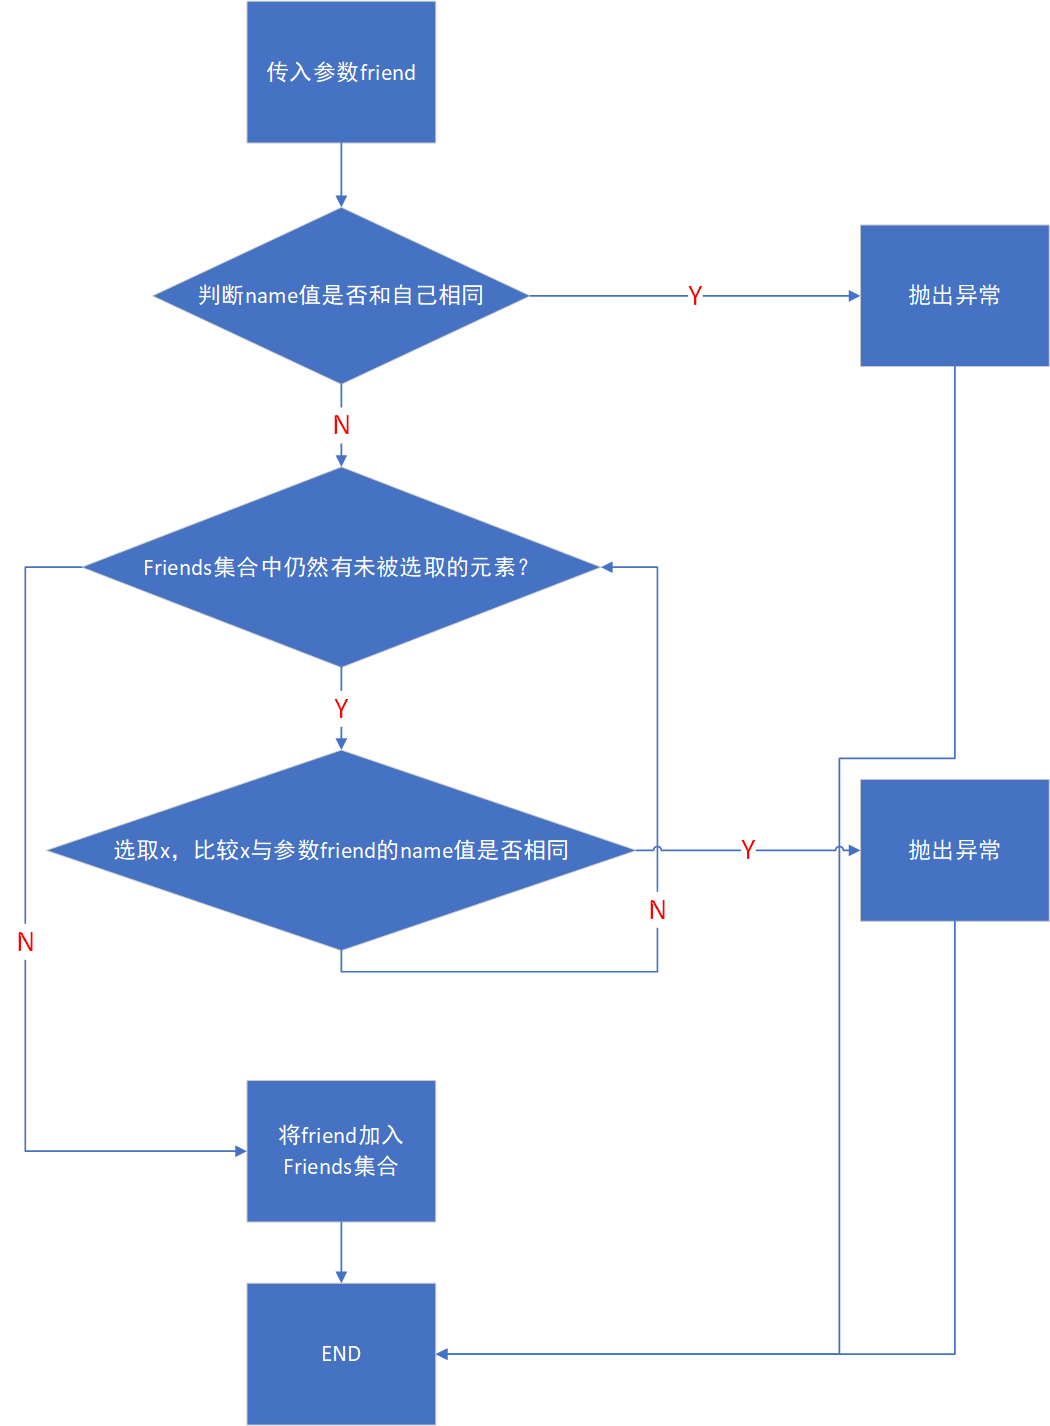 传入参数friend
判断name值是否和自己相同
Y
抛出异常
N
Friends集合中仍然有未被选取的元素？
Y
选取x，比较x与参数friend的name值是否相同
Y
抛出异常
N
N
将friend加入
Friends集合
END